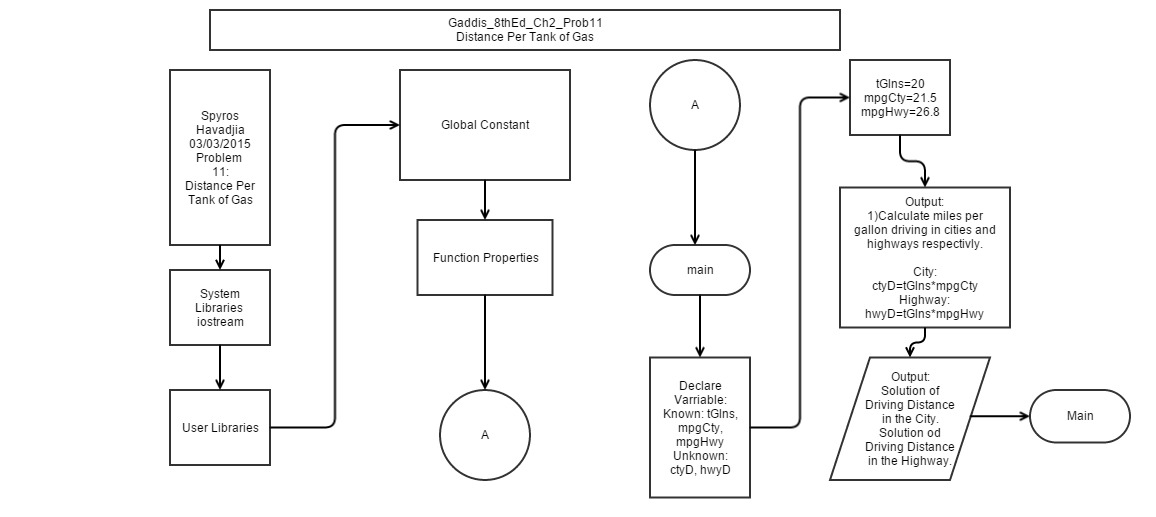 Gaddis_8thEd_Ch2_Prob11
Distance Per Tank of Gas
Spyros
Havadjia
03/03/2015
Problem
11:
Distance Per
Tank of Gas
System
Libraries
iostream
User Libraries
Global Constant
Function Properties
A
A
main
Declare
Varriable:
Known: tGlns,
mpgCty,
mpgHwy
Unknown:
ctyD, hwyD
tGlns=20
mpgCty=21.5
mpgHwy=26.8
Output:
1)Calculate miles per
gallon driving in cities and
highways respectivly.
City:
ctyD=tGlns*mpgCty
Highway:
hwyD=tGlns*mpgHwy
Output:
Solution of
Driving Distance
in the City.
Solution od
Driving Distance
in the Highway.
Main